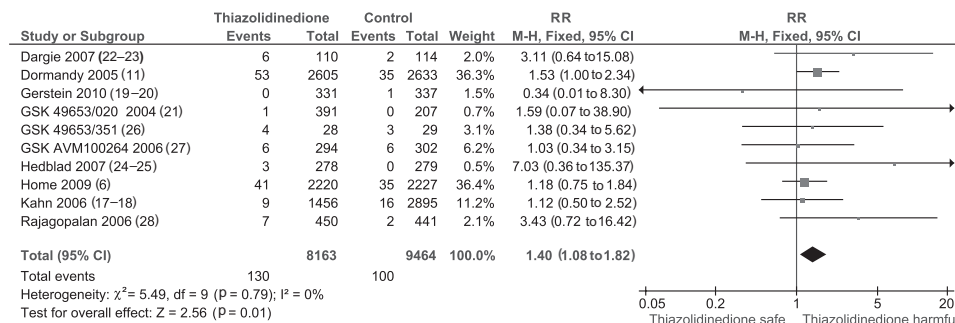 Thiazolidinedione Control RR RR
Study or Subgroup Events Total Events Total Weight M-H, Fixed, 95% CI M-H, Fixed, 95% CI
Dargie 2007 (22–23) 6 110 2 114 2.0% 3.11 (0.64 to 15.08)
Dormandy 2005 (11) 53 2605 35 2633 36.3% 1.53 (1.00 to 2.34)
Gerstein 2010 (19–20) 0 331 1 337 1.5% 0.34 (0.01 to 8.30)
GSK 49653/020 2004 (21) 1 391 0 207 0.7% 1.59 (0.07 to 38.90)
GSK 49653/351 (26) 4 28 3 29 3.1% 1.38 (0.34 to 5.62)
GSK AVM100264 2006 (27) 6 294 6 302 6.2% 1.03 (0.34 to 3.15)
Hedblad 2007 (24–25) 3 278 0 279 0.5% 7.03 (0.36 to 135.37)
Home 2009 (6) 41 2220 35 2227 36.4% 1.18 (0.75 to 1.84)
Kahn 2006 (17–18) 9 1456 16 2895 11.2% 1.12 (0.50 to 2.52)
Rajagopalan 2006 (28) 7 450 2 441 2.1% 3.43 (0.72 to 16.42)
Total (95% CI) 8163 9464 100.0% 1.40 (1.08 to 1.82)
Total events 130 100
Heterogeneity: χ² = 5.49, df = 9 (p = 0.79); I² = 0%
Test for overall effect: Z = 2.56 (p = 0.01)
0.05 0.2 1 5 20
Thiazolidinedione safe Thiazolidinedione harmfu